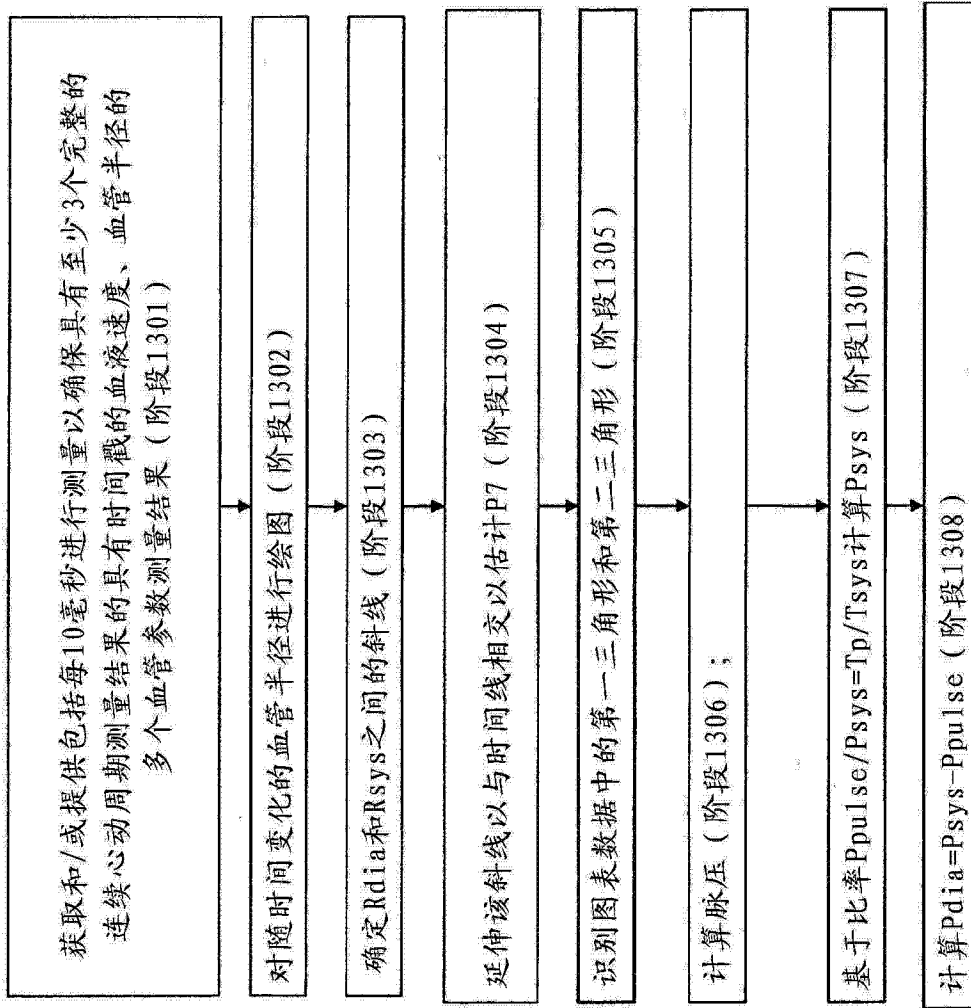 获取和/或提供包括每10毫秒进行测量以确保具有至少3个完整的
连续心动周期测量结果的具有时间戳的血液速度、血管半径的
多个血管参数测量结果（阶段1301）
对随时间变化的血管半径进行绘图（阶段1302）
确定Rdia和Rsys之间的斜线（阶段1303）
延伸该斜线以与时间线相交以估计P7（阶段1304）
识别图表数据中的第一三角形和第二三角形（阶段1305）
计算脉压（阶段1306）;
基于比率Ppulse/Psys=Tp/Tsys计算Psys（阶段1307）
计算Pdia=Psys-Ppulse（阶段1308）